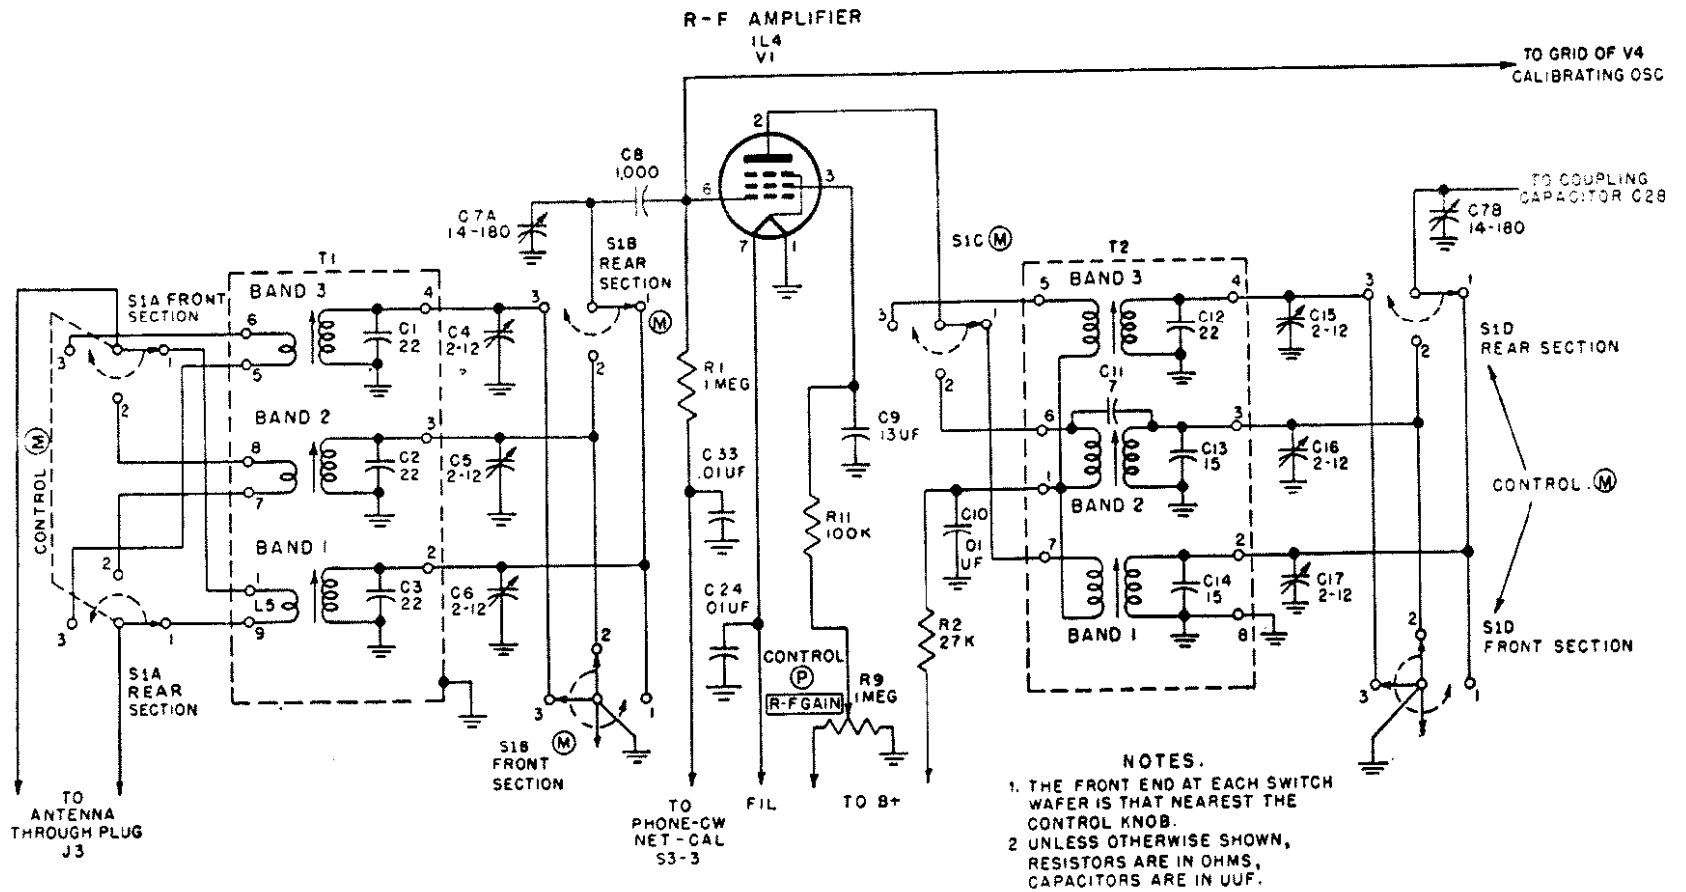 R-F AMPLIFIER
1L4
V1
TO GRID OF V4
CALIBRATING OSC
C8
1,000
2
6
3
7
1
C7A
14-180
S1B
REAR
SECTION
1
M
3
2
S1C M
TO COUPLING
CAPACITOR C28
C7B
14-180
T1
BAND 3
S1A FRONT
SECTION
6
5
4
C1
22
C4
2-12
3
1
2
CONTROL M
BAND 2
8
7
3
C2
22
C5
2-12
BAND 1
1
L5
9
2
C3
22
C6
2-12
2
3
1
S1A
REAR
SECTION
TO
ANTENNA
THROUGH PLUG
J3
2
3
1
S1B M
FRONT
SECTION
R1
1 MEG
C33
.01UF
C24
.01UF
TO
PHONE-CW
NET-CAL
S3-3
FIL
C9
.13UF
R11
100K
CONTROL
P
R-F GAIN
R9
1MEG
TO B+
C10
.01
UF
R2
27K
3
1
2
T2
BAND 3
5
4
C12
22
C15
2-12
C11
7
6
1
3
C13
15
C16
2-12
BAND 2
7
2
C14
15
C17
2-12
BAND 1
8
3
1
2
S1D
REAR SECTION
CONTROL. M
S1D
FRONT SECTION
2
3
1
NOTES.
1. THE FRONT END AT EACH SWITCH
WAFER IS THAT NEAREST THE
CONTROL KNOB.
2 UNLESS OTHERWISE SHOWN,
RESISTORS ARE IN OHMS,
CAPACITORS ARE IN UUF.